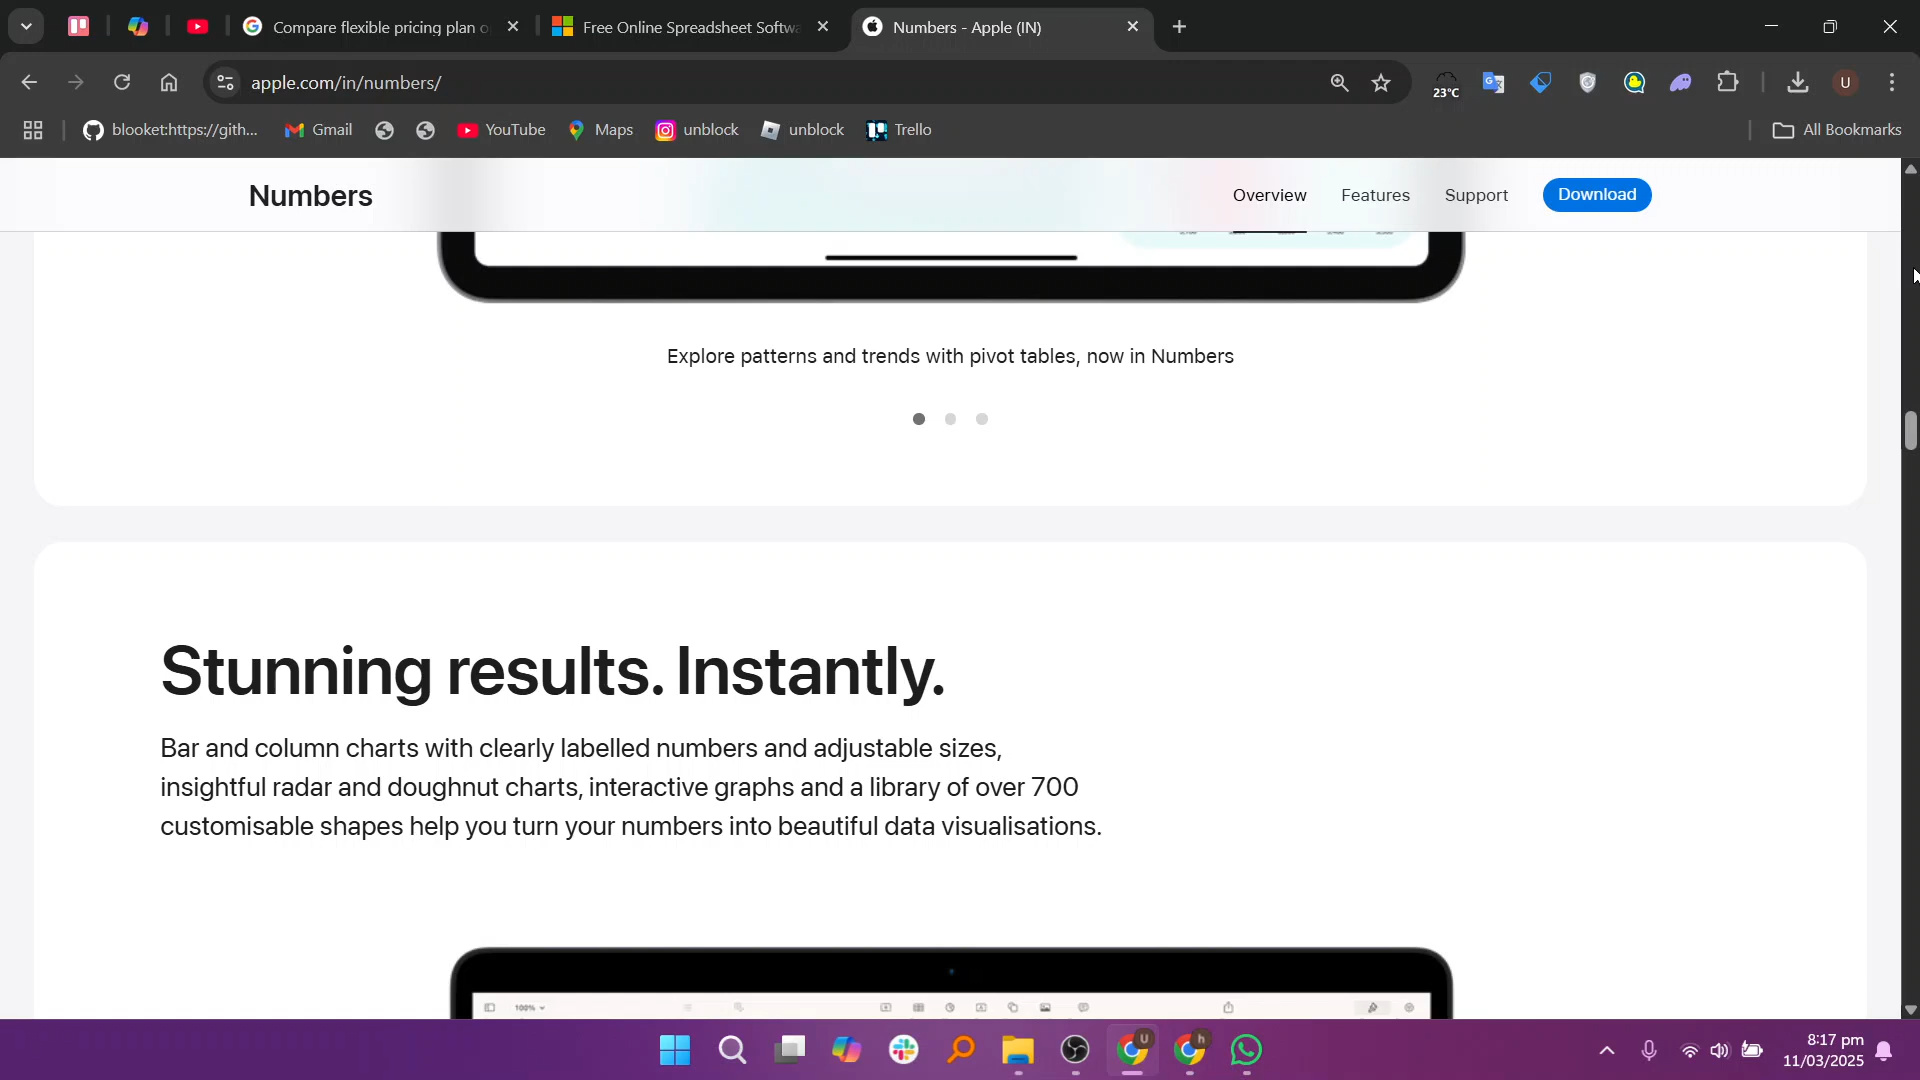 Compare flexible pricing plan o
Free Online Spreadsheet Softwa
Numbers - Apple (IN)
apple.com/in/numbers/
23°C
U
blooket:https://gith...
Gmail
YouTube
Maps
unblock
unblock
Trello
All Bookmarks
Numbers
Overview
Features
Support
Download
Explore patterns and trends with pivot tables, now in Numbers
Stunning results. Instantly.
Bar and column charts with clearly labelled numbers and adjustable sizes,
insightful radar and doughnut charts, interactive graphs and a library of over 700
customisable shapes help you turn your numbers into beautiful data visualisations.
100%
U
h
8:17 pm
11/03/2025